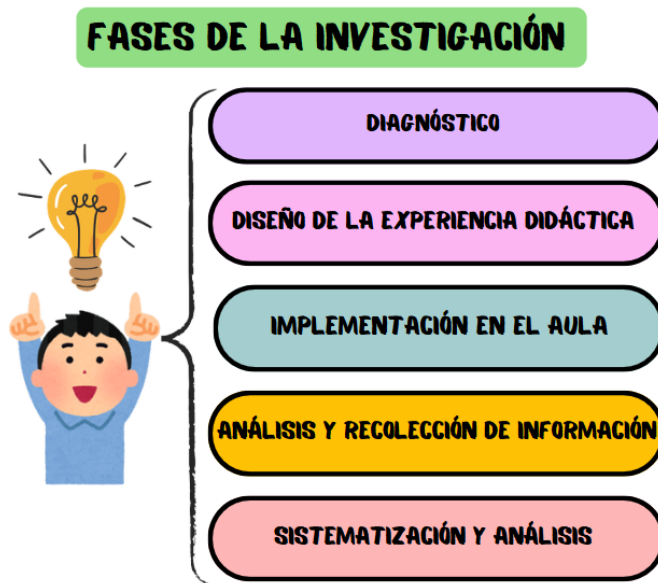 FASES DE LA INVESTIGACIÓN
DIAGNÓSTICO
DISEÑO DE LA EXPERIENCIA DIDÁCTICA
IMPLEMENTACIÓN EN EL AULA
ANÁLISIS Y RECOLECCIÓN DE INFORMACIÓN
SISTEMATIZACIÓN Y ANÁLISIS